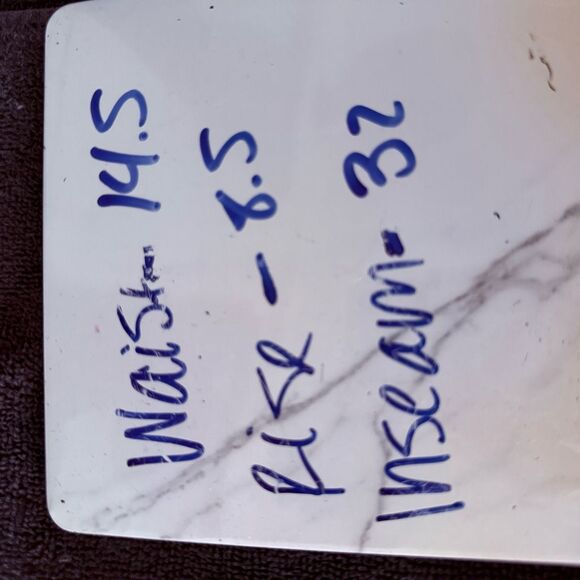 Waist- 14.5
Rise - 8.5
Inseam- 32